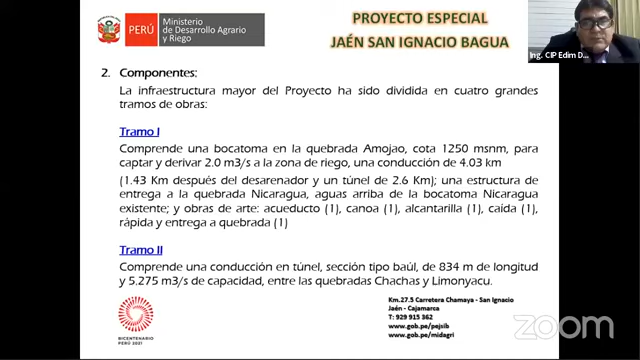 PERÚ
Ministerio
de Desarrollo Agrario
y Riego
PROYECTO ESPECIAL
JAÉN SAN IGNACIO BAGUA
Ing. CIP Edim D...
2. Componentes:
La infraestructura mayor del Proyecto ha sido dividida en cuatro grandes
tramos de obras:
Tramo I
Comprende una bocatoma en la quebrada Amojao, cota 1250 msnm, para
captar y derivar 2.0 m3/s a la zona de riego, una conducción de 4.03 km
(1.43 Km después del desarenador y un túnel de 2.6 Km); una estructura de
entrega a la quebrada Nicaragua, aguas arriba de la bocatoma Nicaragua
existente; y obras de arte: acueducto (1), canoa (1), alcantarilla (1), caída (1),
rápida y entrega a quebrada (1)
Tramo II
Comprende una conducción en túnel, sección tipo baúl, de 834 m de longitud
y 5.275 m3/s de capacidad, entre las quebradas Chachas y Limonyacu.
BICENTENARIO
PERÚ 2021
Km.27.5 Carretera Chamaya - San Ignacio
Jaén - Cajamarca
T: 929 915 362
www.gob.pe/pejsib
www.gob.pe/midagri
zoom